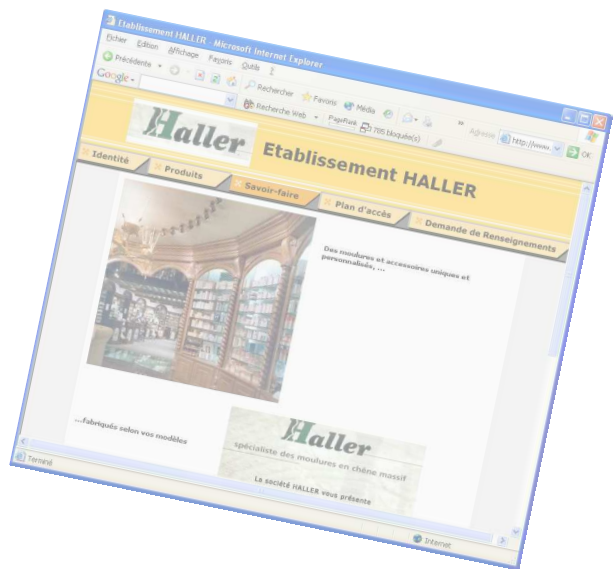 Etablissement HALLER - Microsoft Internet Explorer
Fichier Edition Affichage Favoris Outils ?
Précédente Rechercher Favoris Média
Google Recherche Web PageRank 785 bloquée(s) Adresse http://www. OK
Haller Etablissement HALLER
Identité Produits Savoir-faire Plan d'accès Demande de Renseignements
Des moulures et accessoires uniques et
personnalisés, ...
...fabriqués selon vos modèles
Haller
spécialiste des moulures en chêne massif
La société HALLER vous présente
Terminé Internet